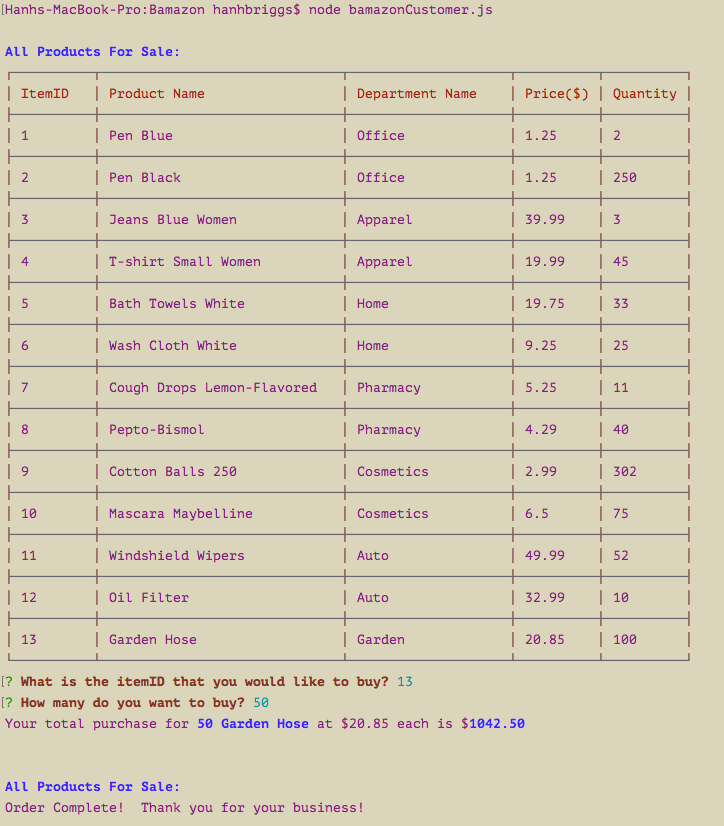 [Hanhs-MacBook-Pro:Bamazon hanhbriggs$ node bamazonCustomer.js
All Products For Sale:
ItemID Product Name Department Name Price($) Quantity
1 Pen Blue Office 1.25 2
2 Pen Black Office 1.25 250
3 Jeans Blue Women Apparel 39.99 3
4 T-shirt Small Women Apparel 19.99 45
5 Bath Towels White Home 19.75 33
6 Wash Cloth White Home 9.25 25
7 Cough Drops Lemon-Flavored Pharmacy 5.25 11
8 Pepto-Bismol Pharmacy 4.29 40
9 Cotton Balls 250 Cosmetics 2.99 302
10 Mascara Maybelline Cosmetics 6.5 75
11 Windshield Wipers Auto 49.99 52
12 Oil Filter Auto 32.99 10
13 Garden Hose Garden 20.85 100
[? What is the itemID that you would like to buy? 13
[? How many do you want to buy? 50
Your total purchase for 50 Garden Hose at $20.85 each is $1042.50
All Products For Sale:
Order Complete!  Thank you for your business!